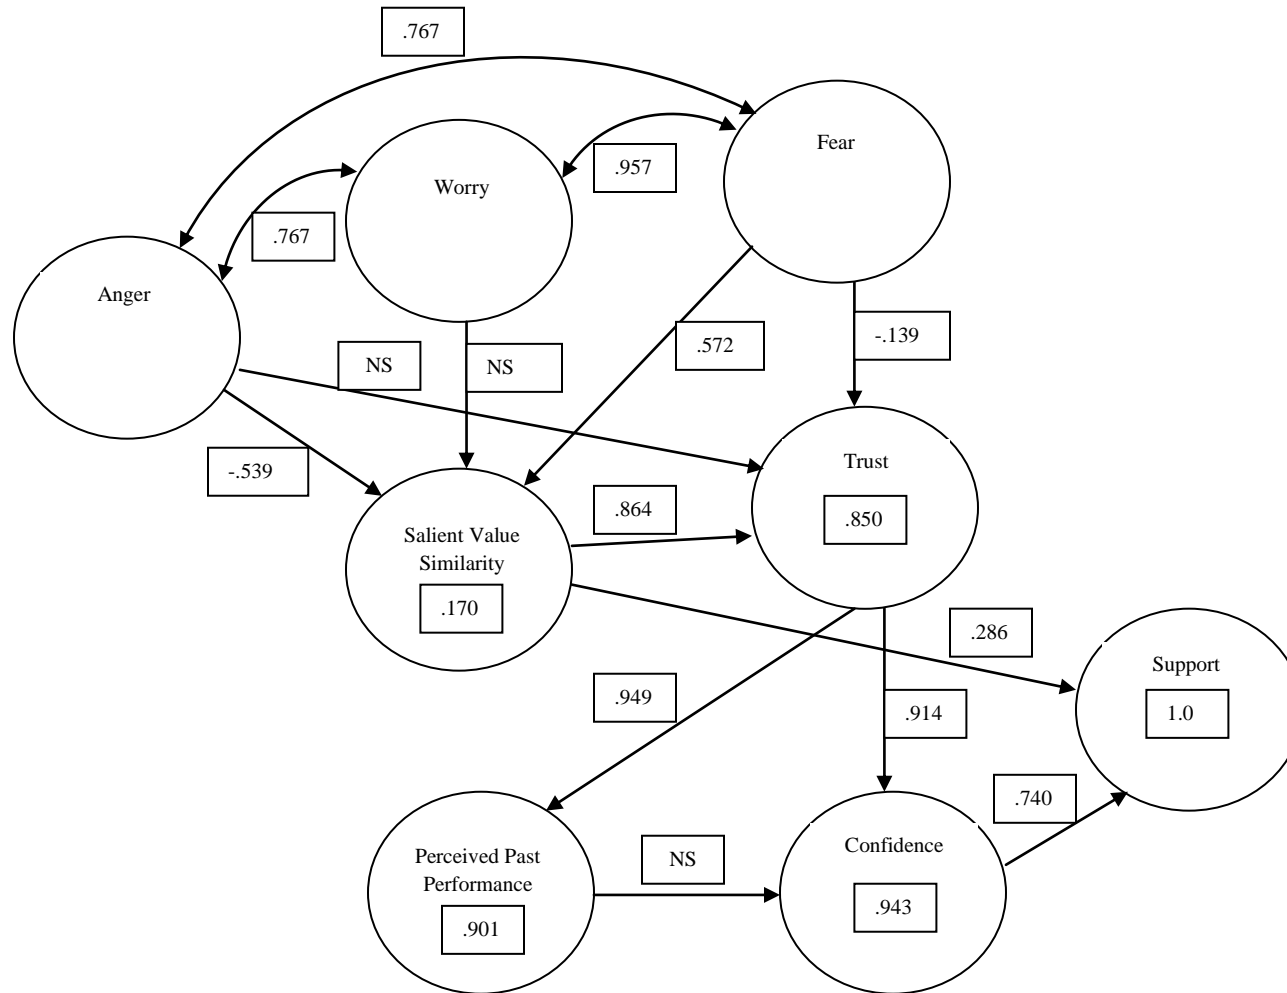 .767
Fear
.957
Worry
.767
Anger
NS
NS
.572
-.139
-.539
Trust
.850
.864
Salient Value
Similarity
.170
.286
Support
1.0
.949
.914
.740
Perceived Past
Performance
.901
NS
Confidence
.943